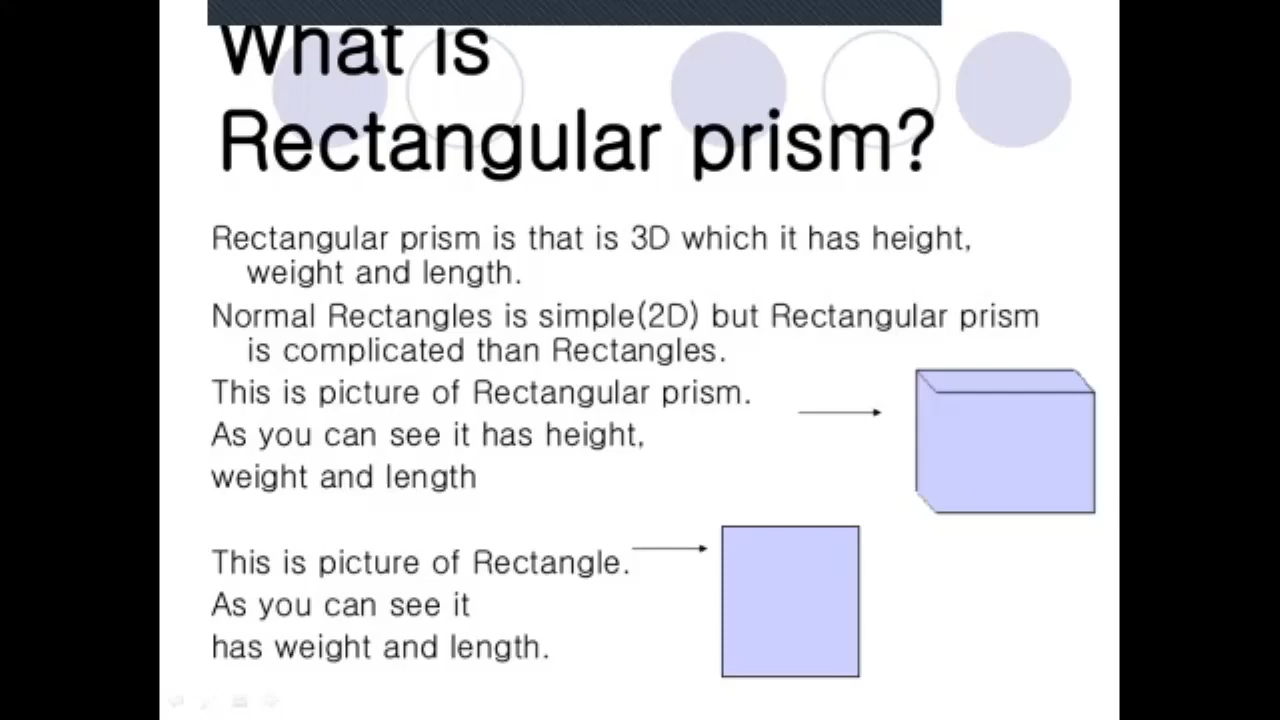 What is
Rectangular prism?
Rectangular prism is that is 3D which it has height,
weight and length.
Normal Rectangles is simple(2D) but Rectangular prism
is complicated than Rectangles.
This is picture of Rectangular prism.
As you can see it has height,
weight and length
This is picture of Rectangle.
As you can see it
has weight and length.